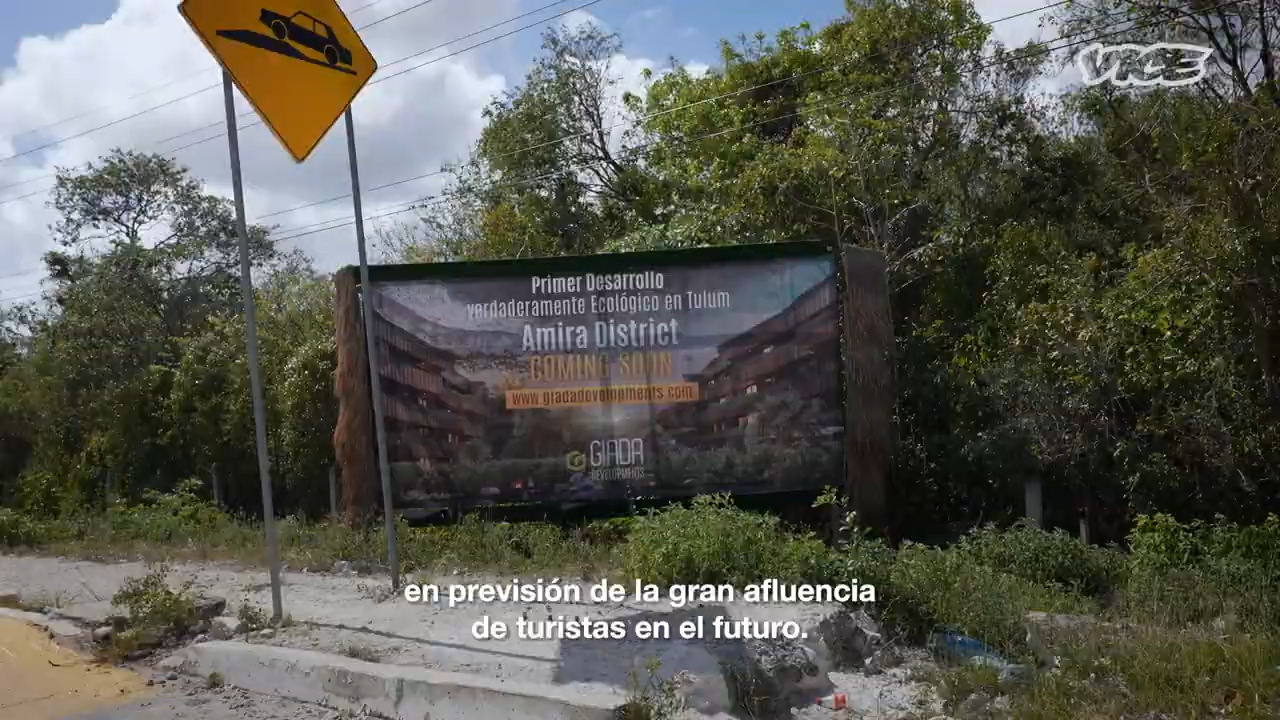 VICE
Primer Desarrollo
verdaderamente Ecológico en Tulum
Amira District
COMING SOON
www.giadadevelopments.com
GIADA
DEVELOPMENTS
en previsión de la gran afluencia
de turistas en el futuro.